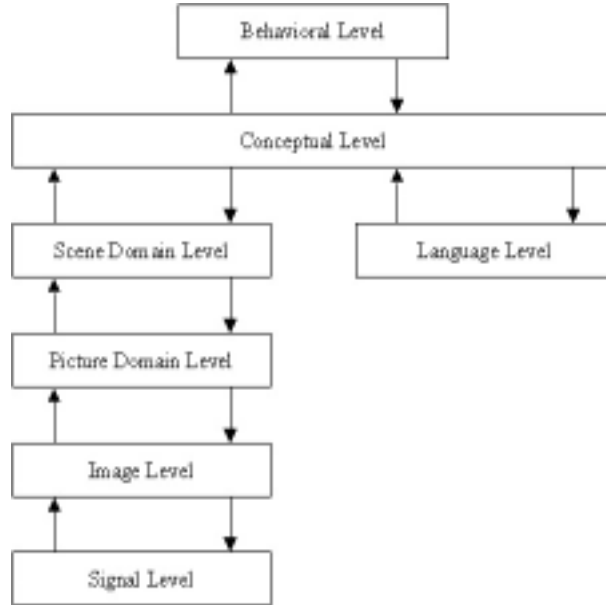 Behavioral Level
Conceptual Level
Scene Domain Level
Language Level
Picture Domain Level
Image Level
Signal Level